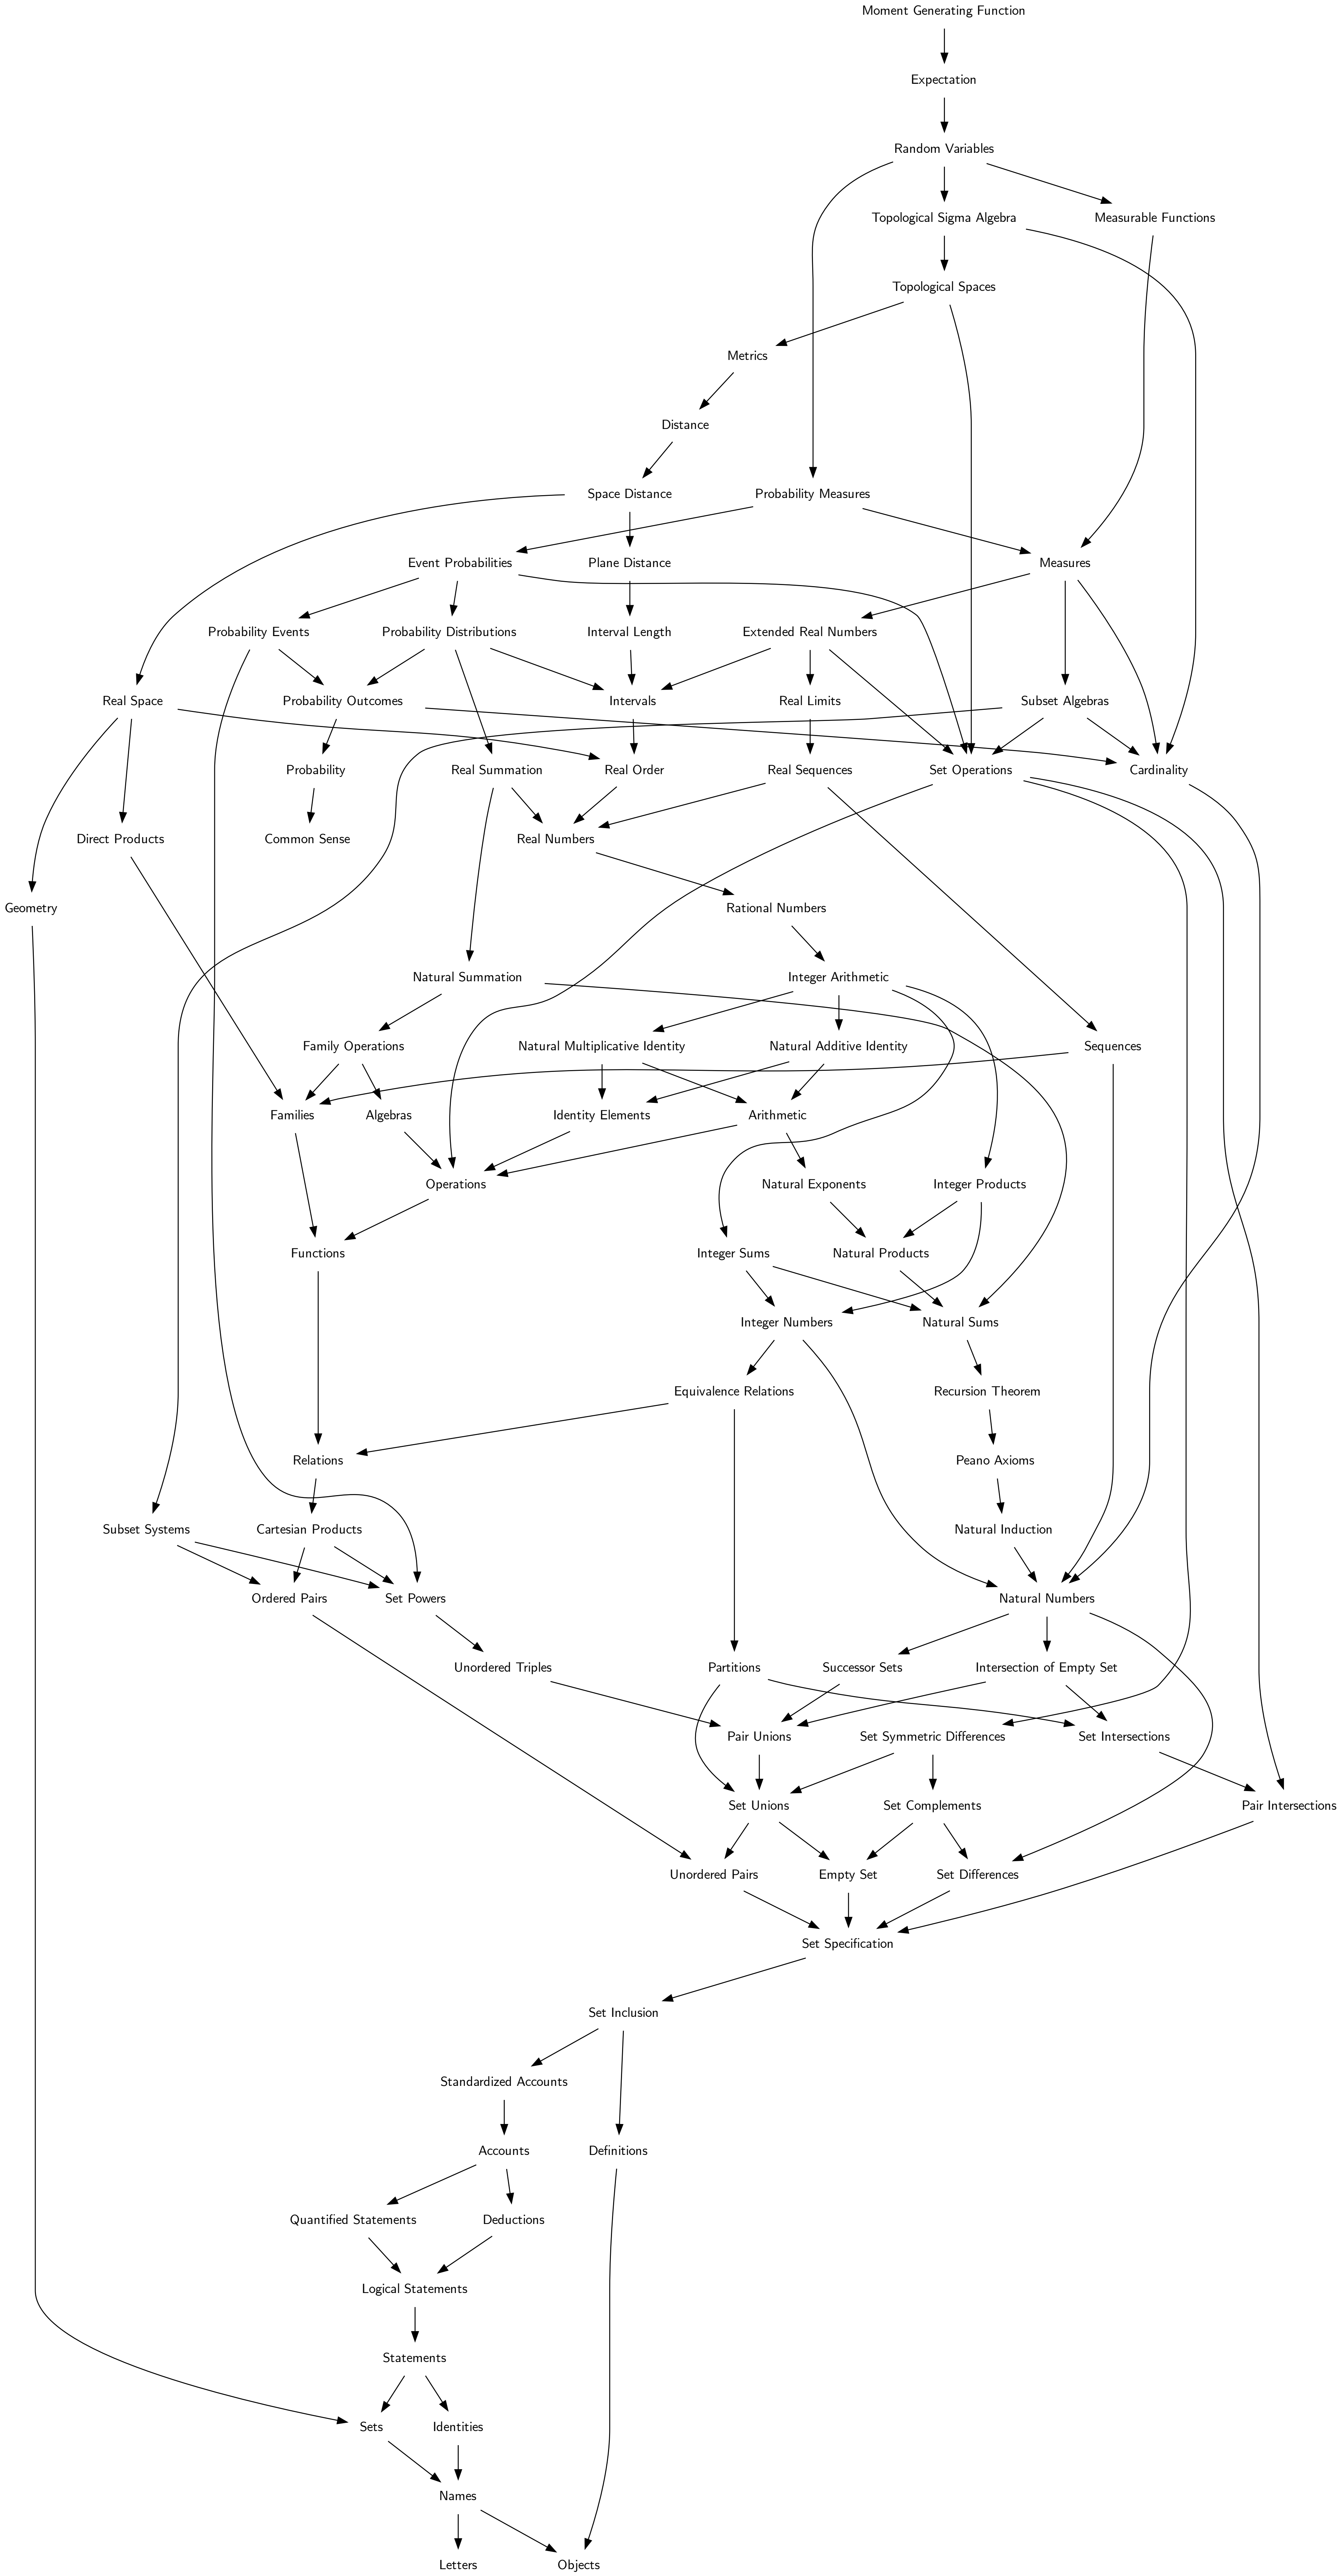 Moment Generating Function
Expectation
Random Variables
Topological Sigma Algebra
Measurable Functions
Topological Spaces
Metrics
Distance
Space Distance
Probability Measures
Event Probabilities
Plane Distance
Measures
Probability Events
Probability Distributions
Interval Length
Extended Real Numbers
Real Space
Probability Outcomes
Intervals
Real Limits
Subset Algebras
Probability
Real Summation
Real Order
Real Sequences
Set Operations
Cardinality
Direct Products
Common Sense
Real Numbers
Geometry
Rational Numbers
Natural Summation
Integer Arithmetic
Family Operations
Natural Multiplicative Identity
Natural Additive Identity
Sequences
Families
Algebras
Identity Elements
Arithmetic
Operations
Natural Exponents
Integer Products
Functions
Integer Sums
Natural Products
Integer Numbers
Natural Sums
Equivalence Relations
Recursion Theorem
Relations
Peano Axioms
Subset Systems
Cartesian Products
Natural Induction
Ordered Pairs
Set Powers
Natural Numbers
Unordered Triples
Partitions
Successor Sets
Intersection of Empty Set
Pair Unions
Set Symmetric Differences
Set Intersections
Set Unions
Set Complements
Pair Intersections
Unordered Pairs
Empty Set
Set Differences
Set Specification
Set Inclusion
Standardized Accounts
Accounts
Definitions
Quantified Statements
Deductions
Logical Statements
Statements
Sets
Identities
Names
Letters
Objects